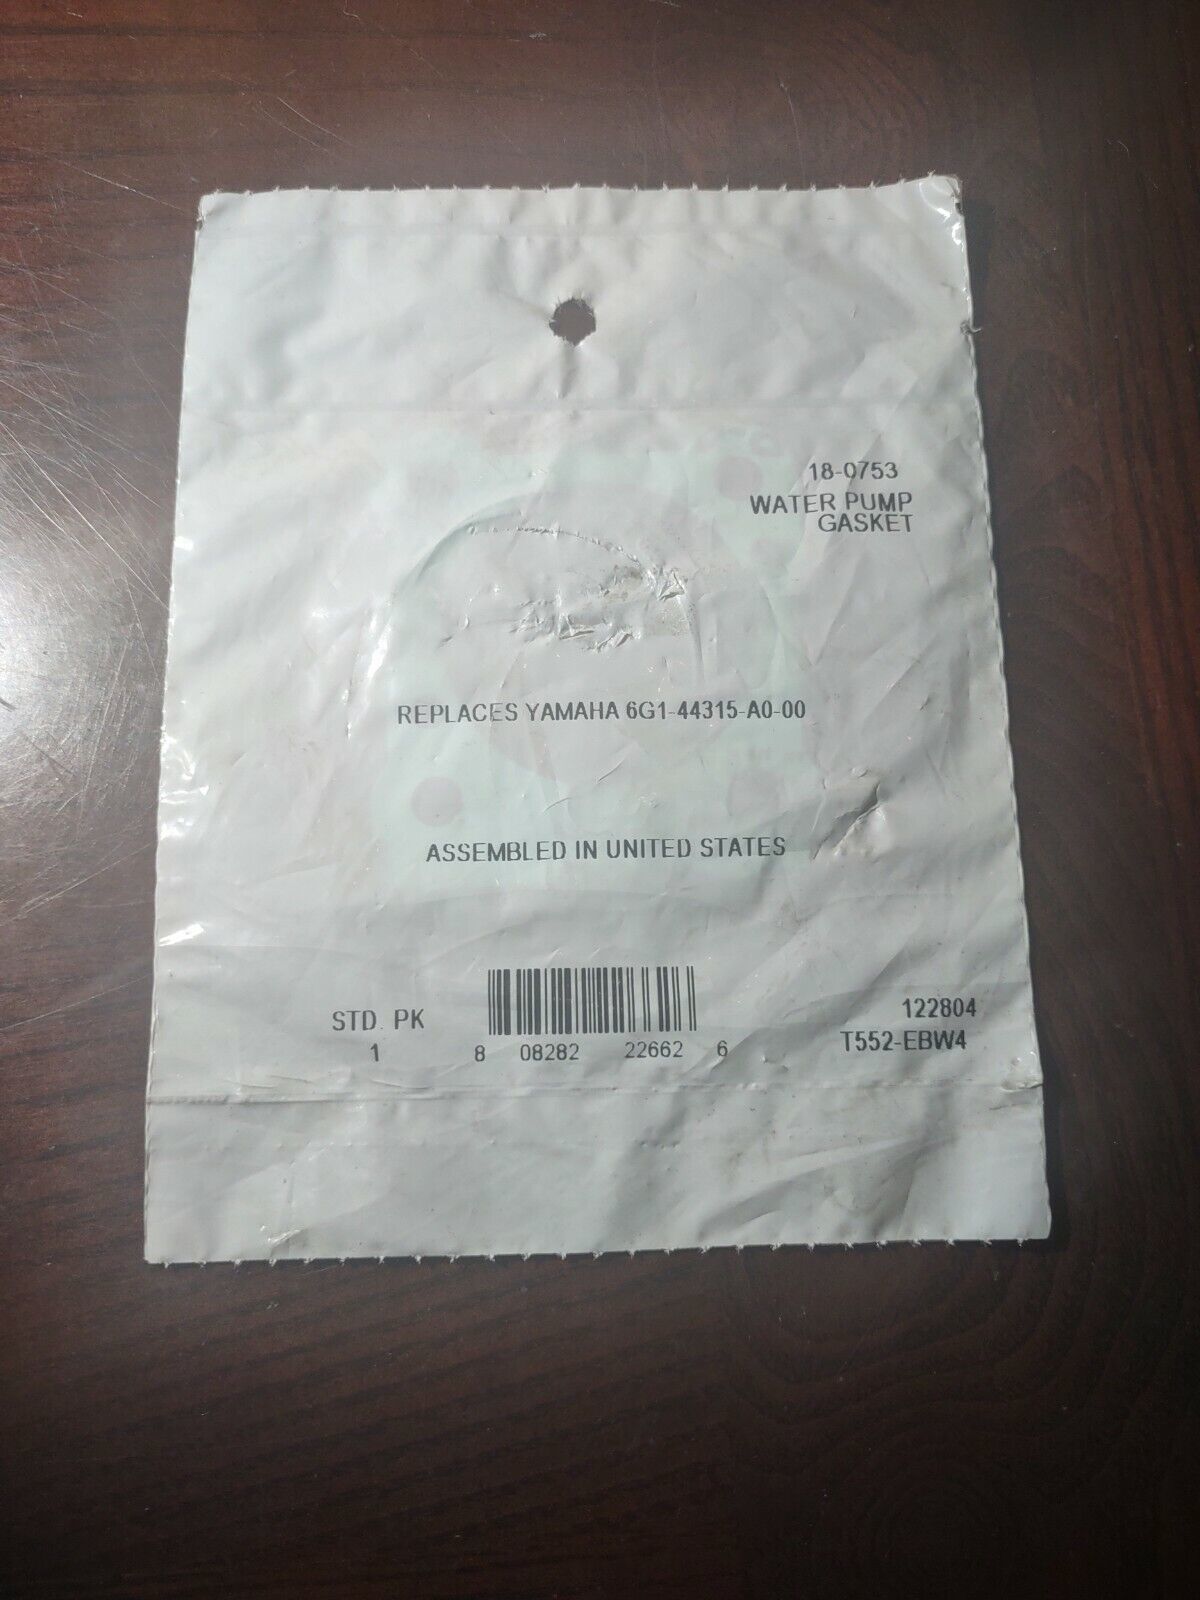 18-0753
WATER PUMP
GASKET
REPLACES YAMAHA 6G1-44315-A0-00
ASSEMBLED IN UNITED STATES
STD. PK
1
8 08282 22662 6
122804
T552-EBW4